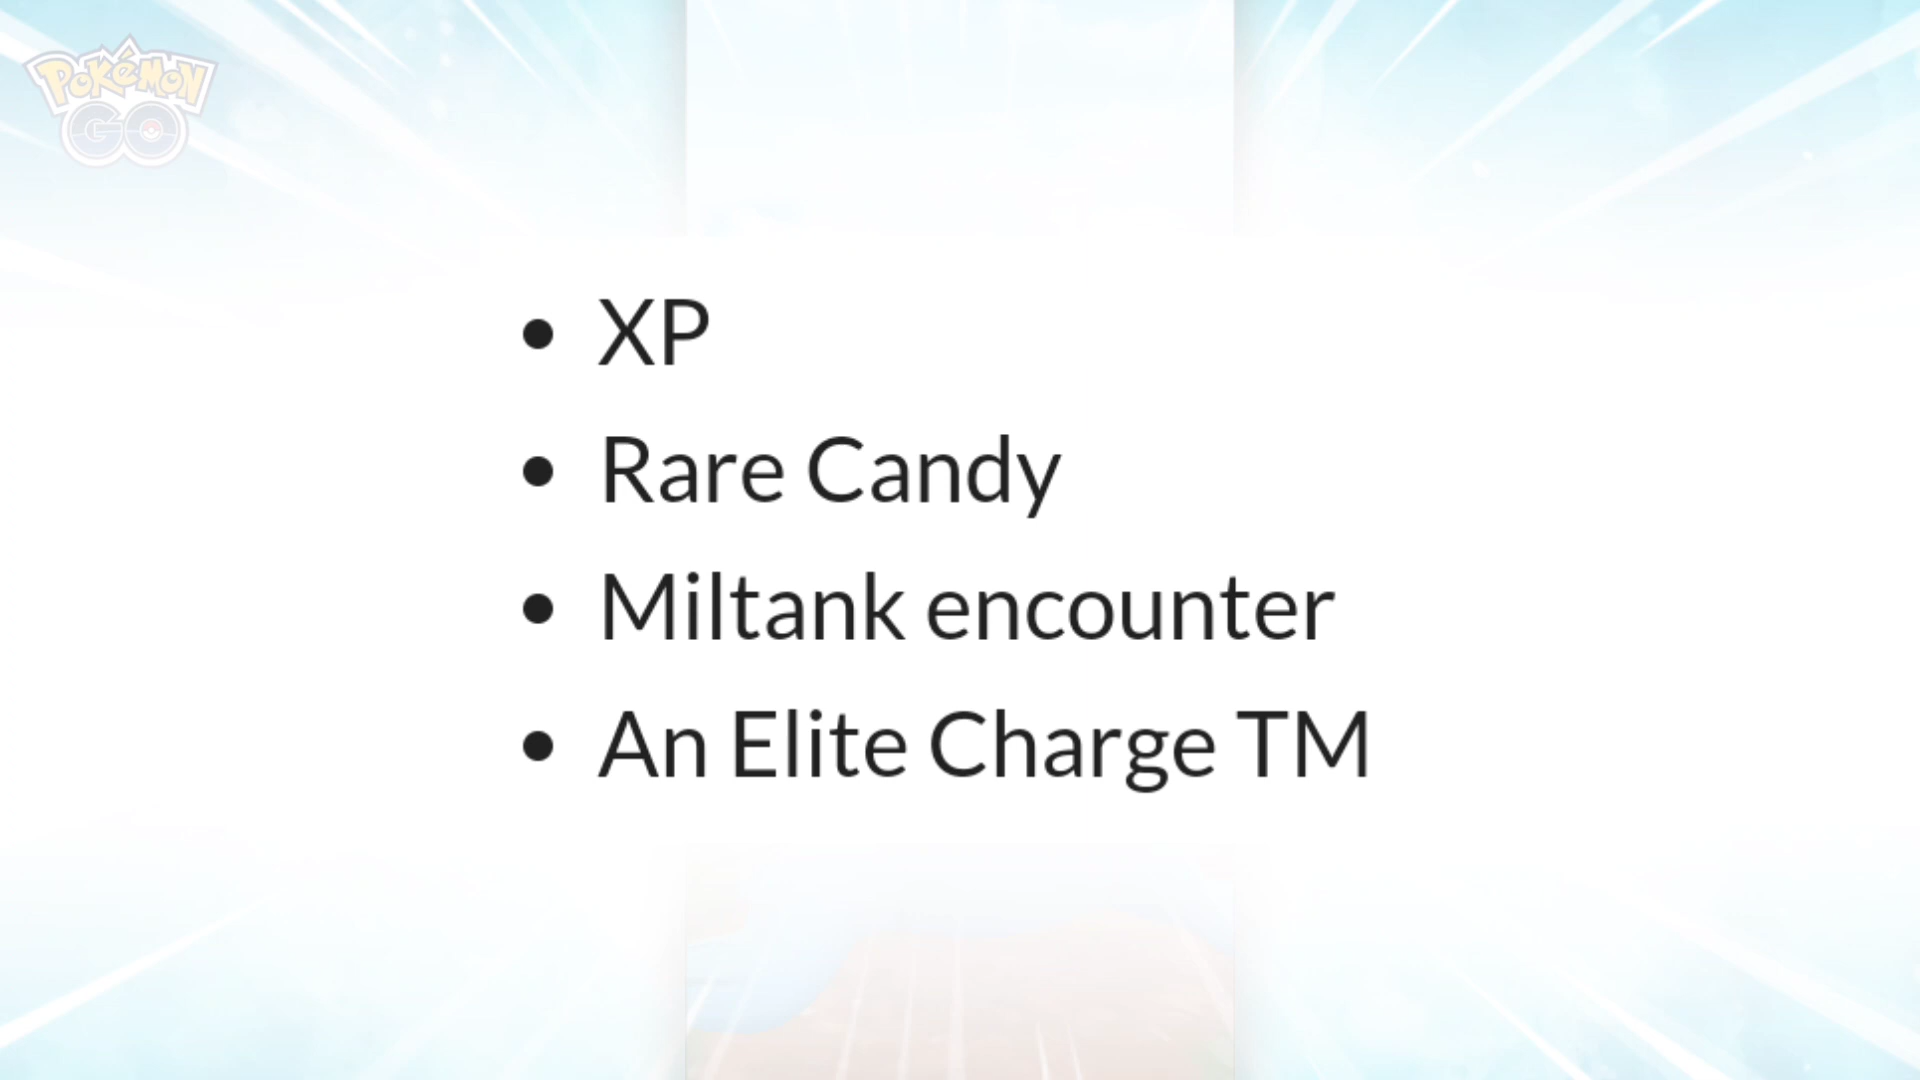 POKÉMON
GO
• XP
• Rare Candy
• Miltank encounter
• An Elite Charge TM